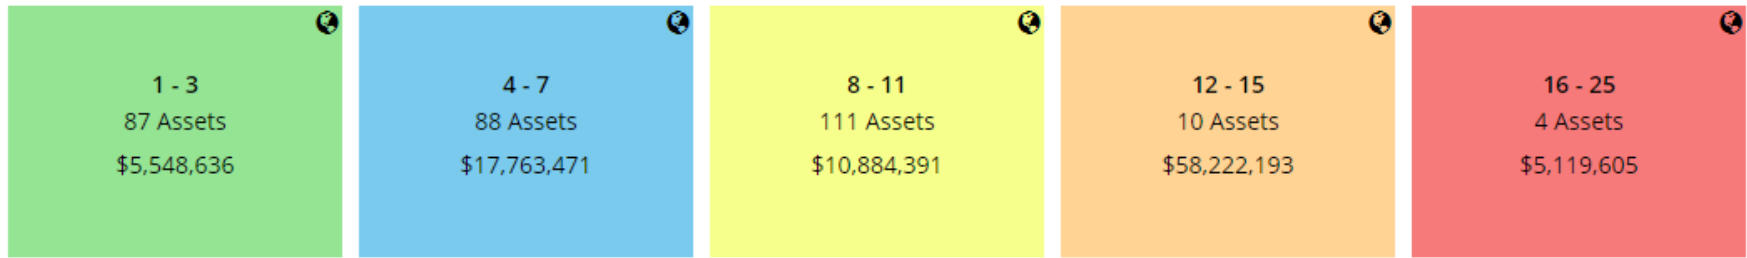 1 - 3
87 Assets
$5,548,636
4 - 7
88 Assets
$17,763,471
8 - 11
111 Assets
$10,884,391
12 - 15
10 Assets
$58,222,193
16 - 25
4 Assets
$5,119,605